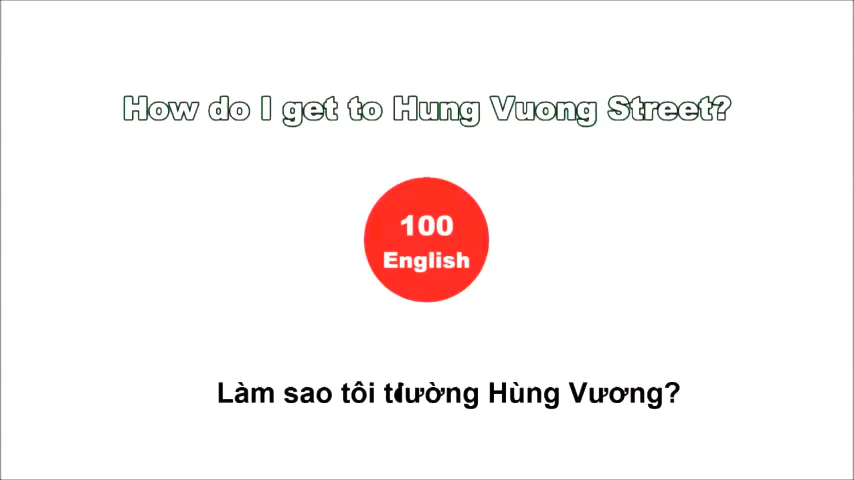 How do I get to Hung Vuong Street?
100
English
Làm sao tôi Hùng Vương?